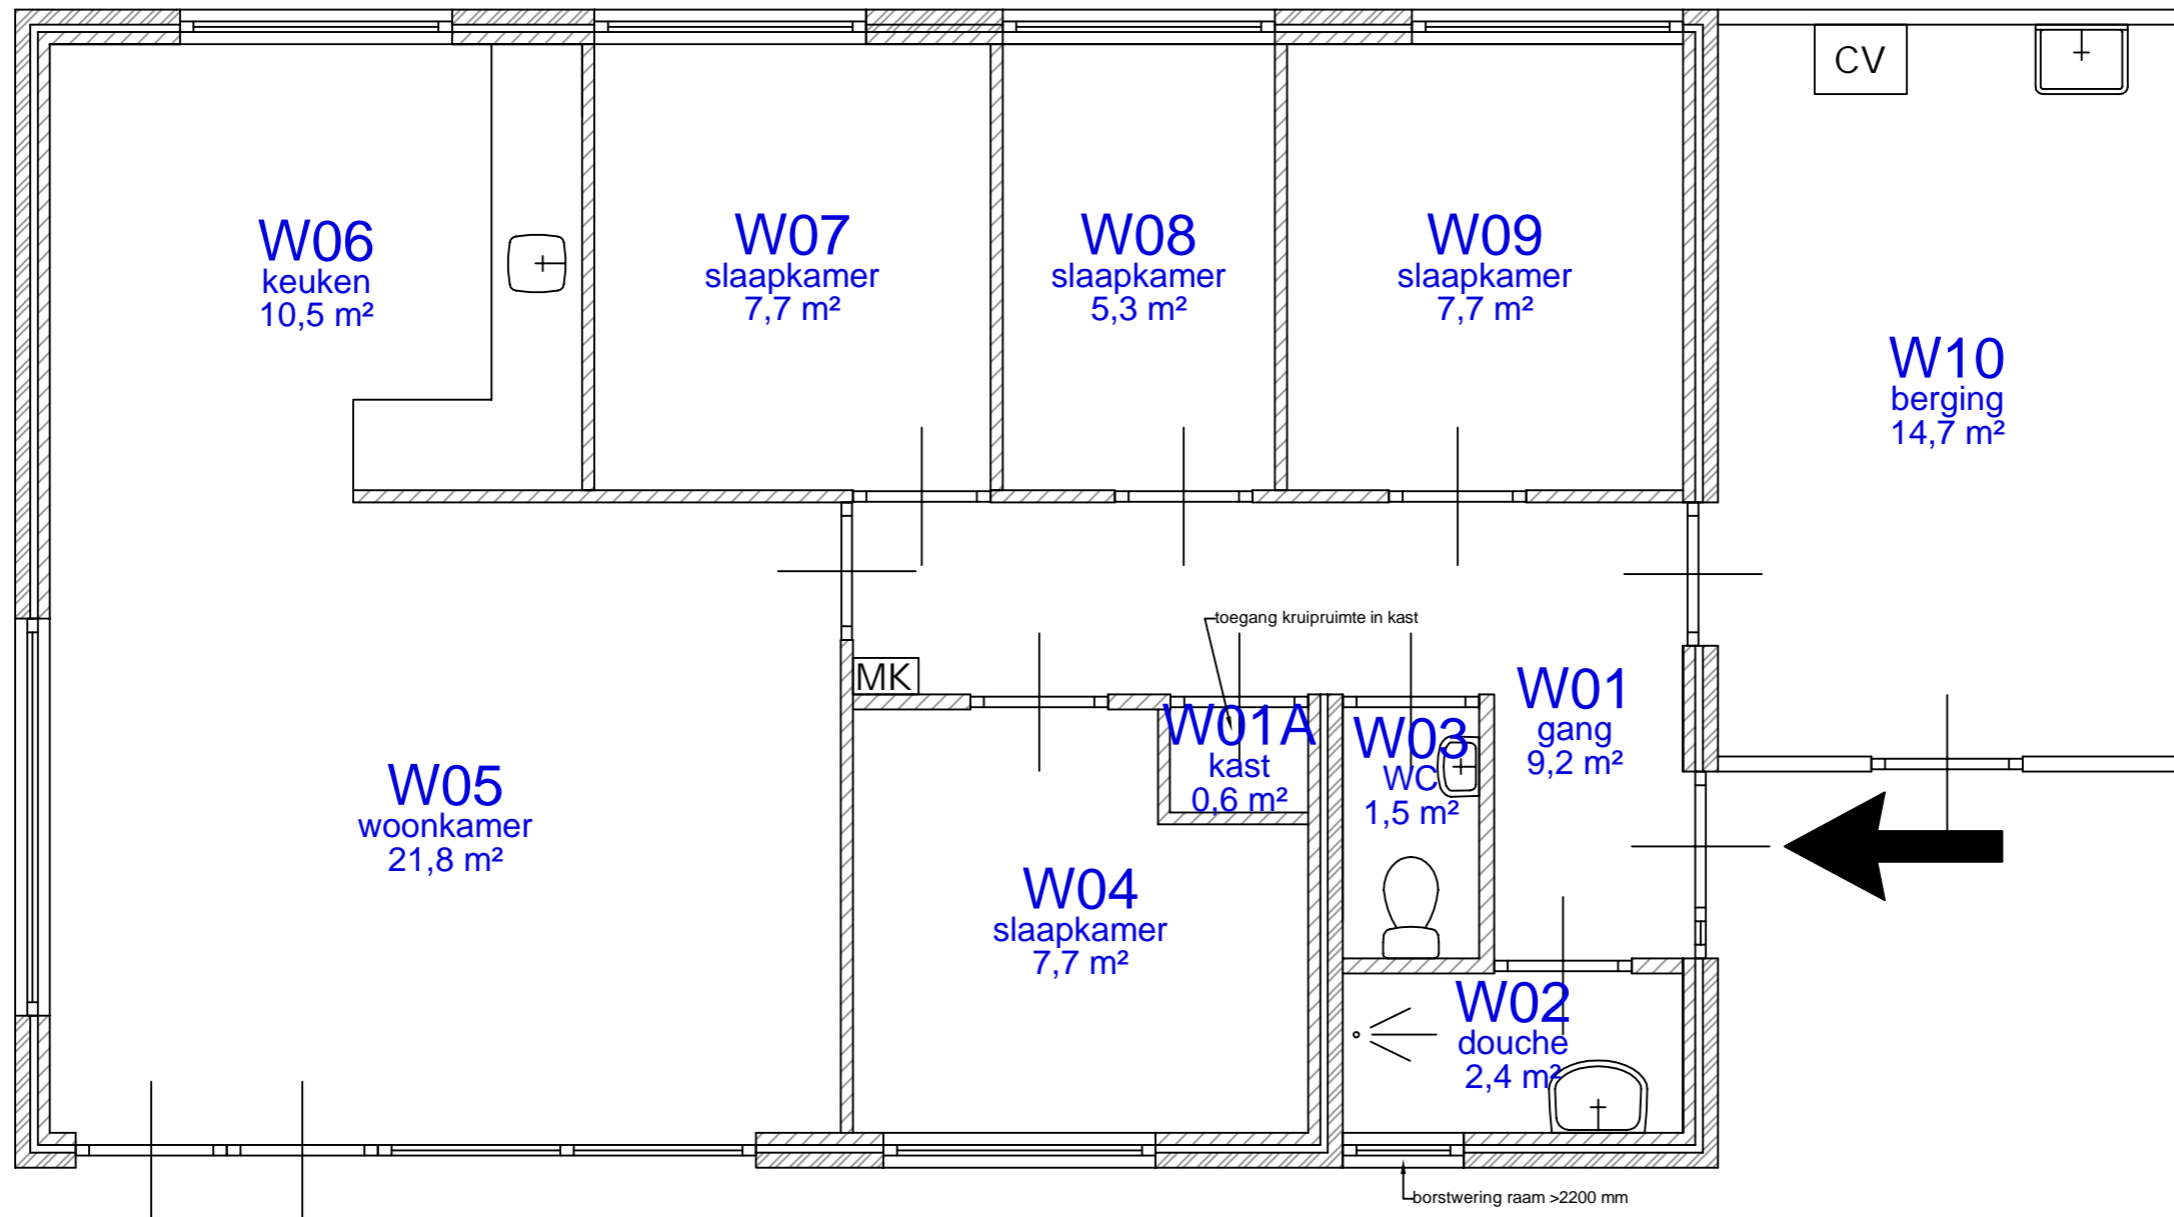 CV
W06
keuken
10,5 m²
W07
slaapkamer
7,7 m²
W08
slaapkamer
5,3 m²
W09
slaapkamer
7,7 m²
W10
berging
14,7 m²
toegang kruipruimte in kast
MK
W01A
kast
0,6 m²
W03
WC
1,5 m²
W01
gang
9,2 m²
W05
woonkamer
21,8 m²
W04
slaapkamer
7,7 m²
W02
douche
2,4 m²
borstwering raam >2200 mm